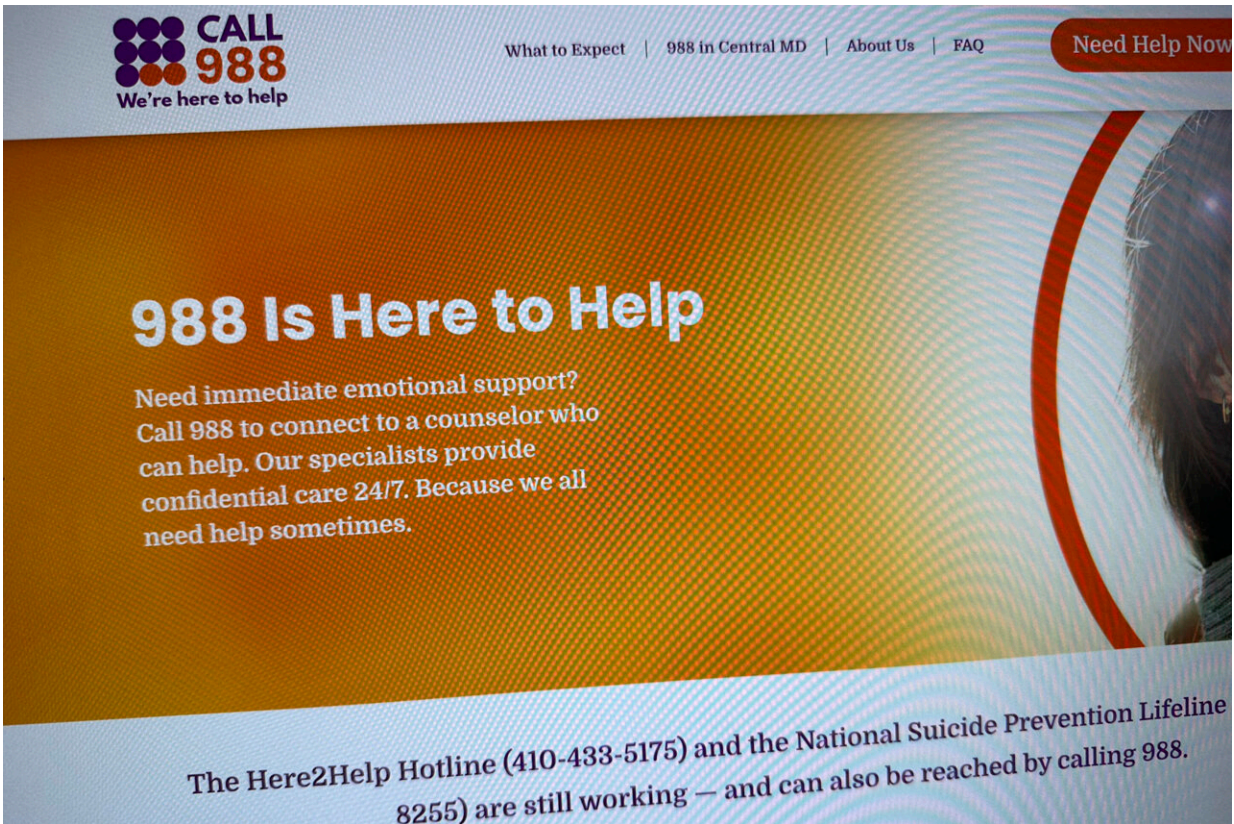 CALL
988
We're here to help
What to Expect | 988 in Central MD | About Us | FAQ
Need Help Now
988 Is Here to Help
Need immediate emotional support?
Call 988 to connect to a counselor who
can help. Our specialists provide
confidential care 24/7. Because we all
need help sometimes.
The Here2Help Hotline (410-433-5175) and the National Suicide Prevention Lifeline
8255) are still working — and can also be reached by calling 988.